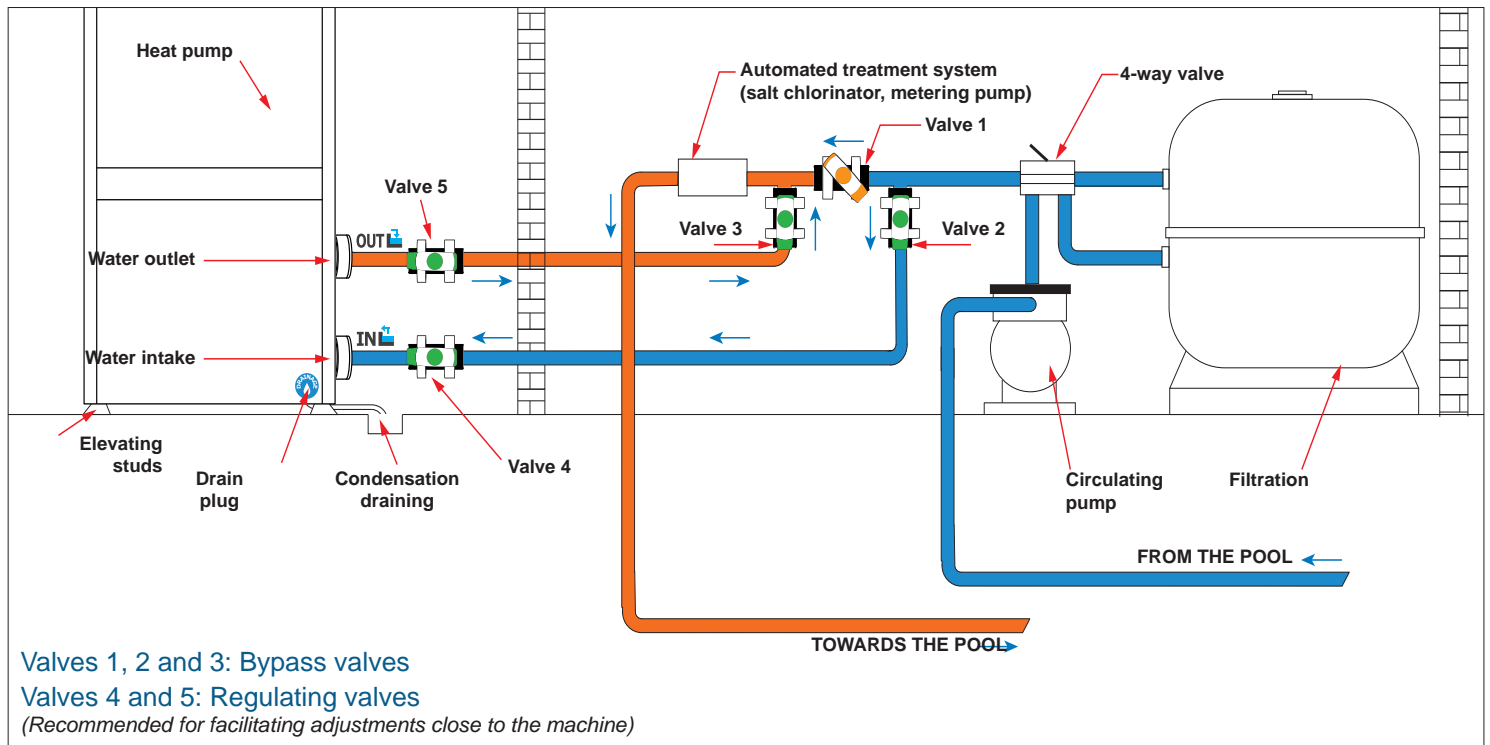 Heat pump
Automated treatment system
(salt chlorinator, metering pump)
4-way valve
Valve 1
Valve 5
Valve 3
Valve 2
OUT
Water outlet
IN
Water intake
DRAINAGE
Elevating
studs
Drain
plug
Condensation
draining
Valve 4
Circulating
pump
Filtration
FROM THE POOL
TOWARDS THE POOL
Valves 1, 2 and 3: Bypass valves
Valves 4 and 5: Regulating valves
(Recommended for facilitating adjustments close to the machine)